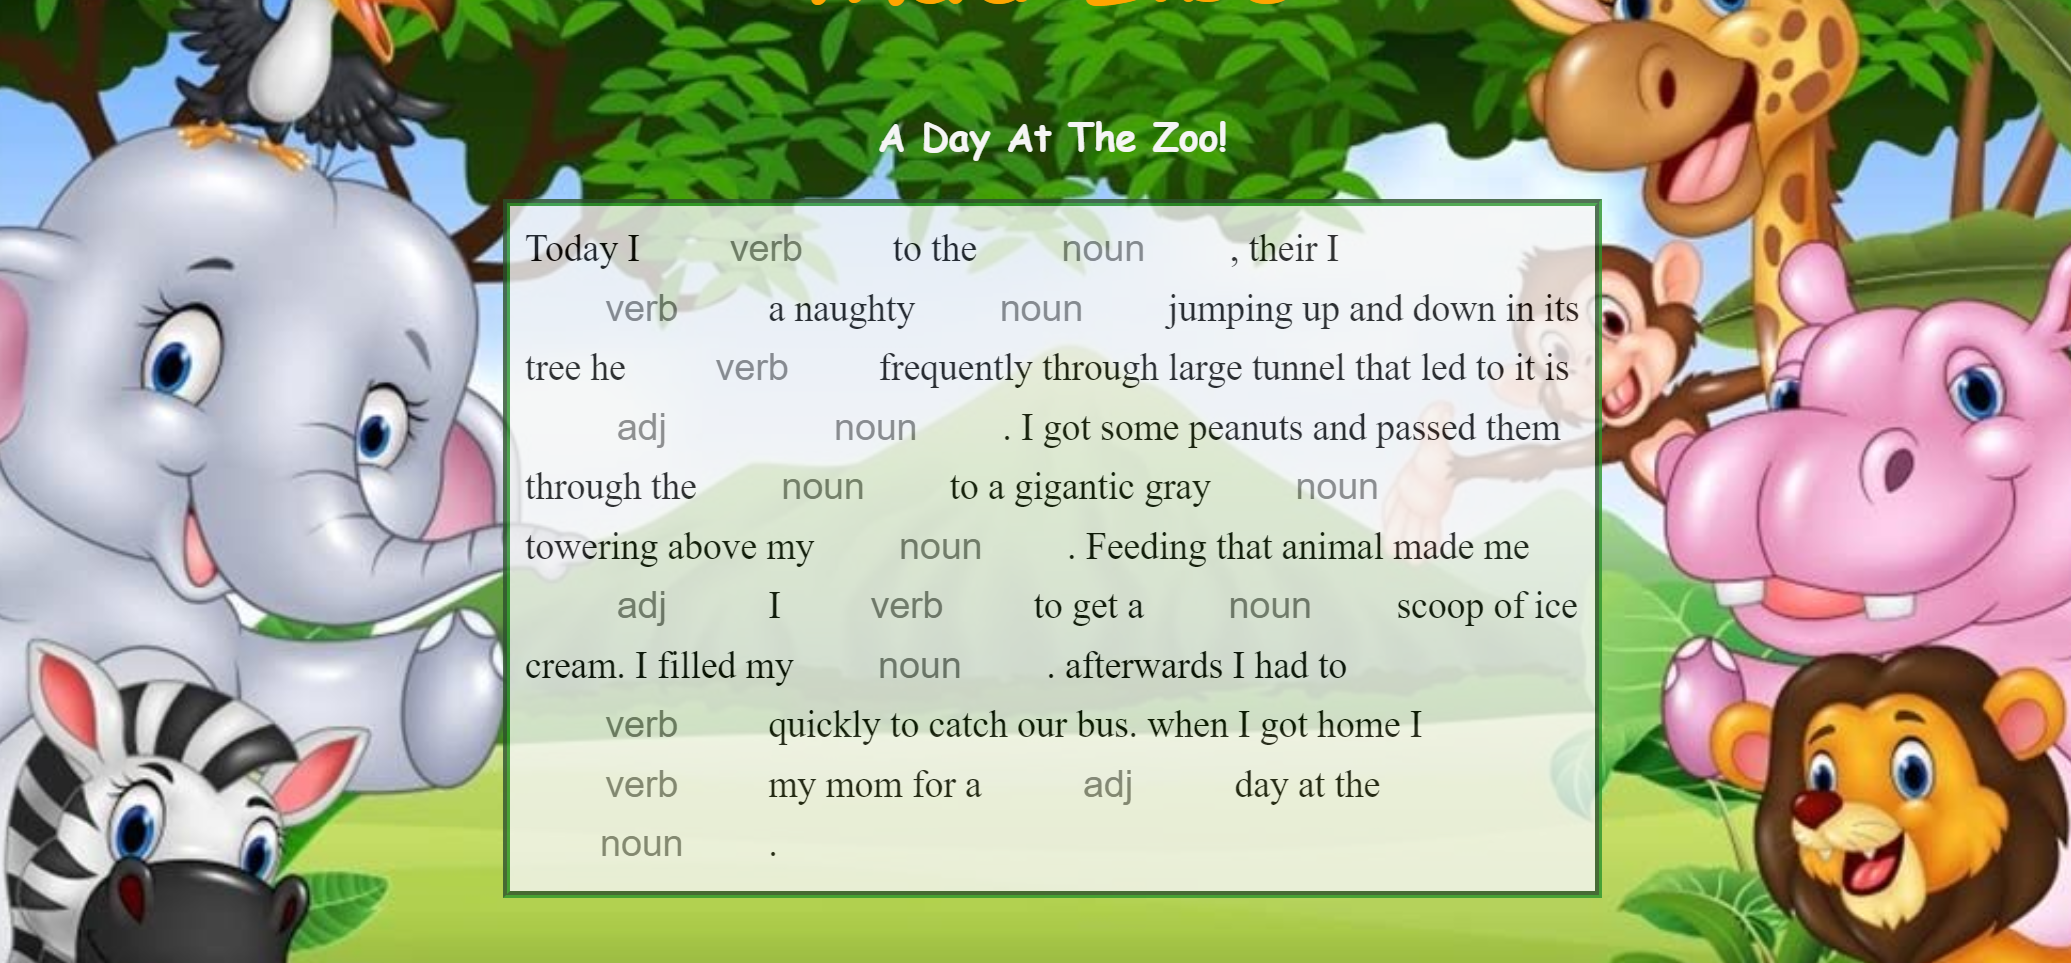 A Day At The Zoo!
Today I verb to the noun , their I
verb a naughty noun jumping up and down in its
tree he verb frequently through large tunnel that led to it is
adj noun . I got some peanuts and passed them
through the noun to a gigantic gray noun
towering above my noun . Feeding that animal made me
adj I verb to get a noun scoop of ice
cream. I filled my noun . afterwards I had to
verb quickly to catch our bus. when I got home I
verb my mom for a adj day at the
noun .